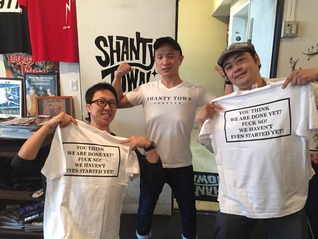 SHANTY
TOWN
SHANTY TOWN
YOU THINK
WE ARE DONE YET?
FUCK NO!
WE HAVEN'T
EVEN STARTED YET!
YOU THINK
WE ARE DONE YET?
FUCK NO!
WE HAVEN'T
EVEN STARTED YET!